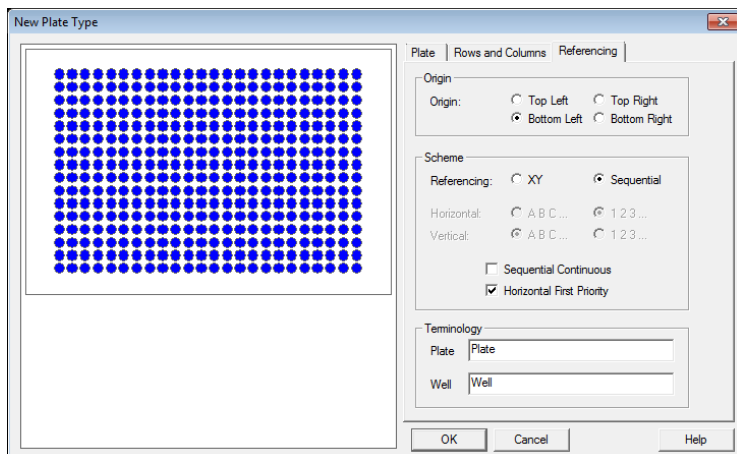 New Plate Type
Plate Rows and Columns Referencing
Origin
Origin: Top Left Top Right
Bottom Left Bottom Right
Scheme
Referencing: XY Sequential
Horizontal: A B C ... 1 2 3 ...
Vertical: A B C ... 1 2 3 ...
Sequential Continuous
Horizontal First Priority
Terminology
Plate Plate
Well Well
OK Cancel Help